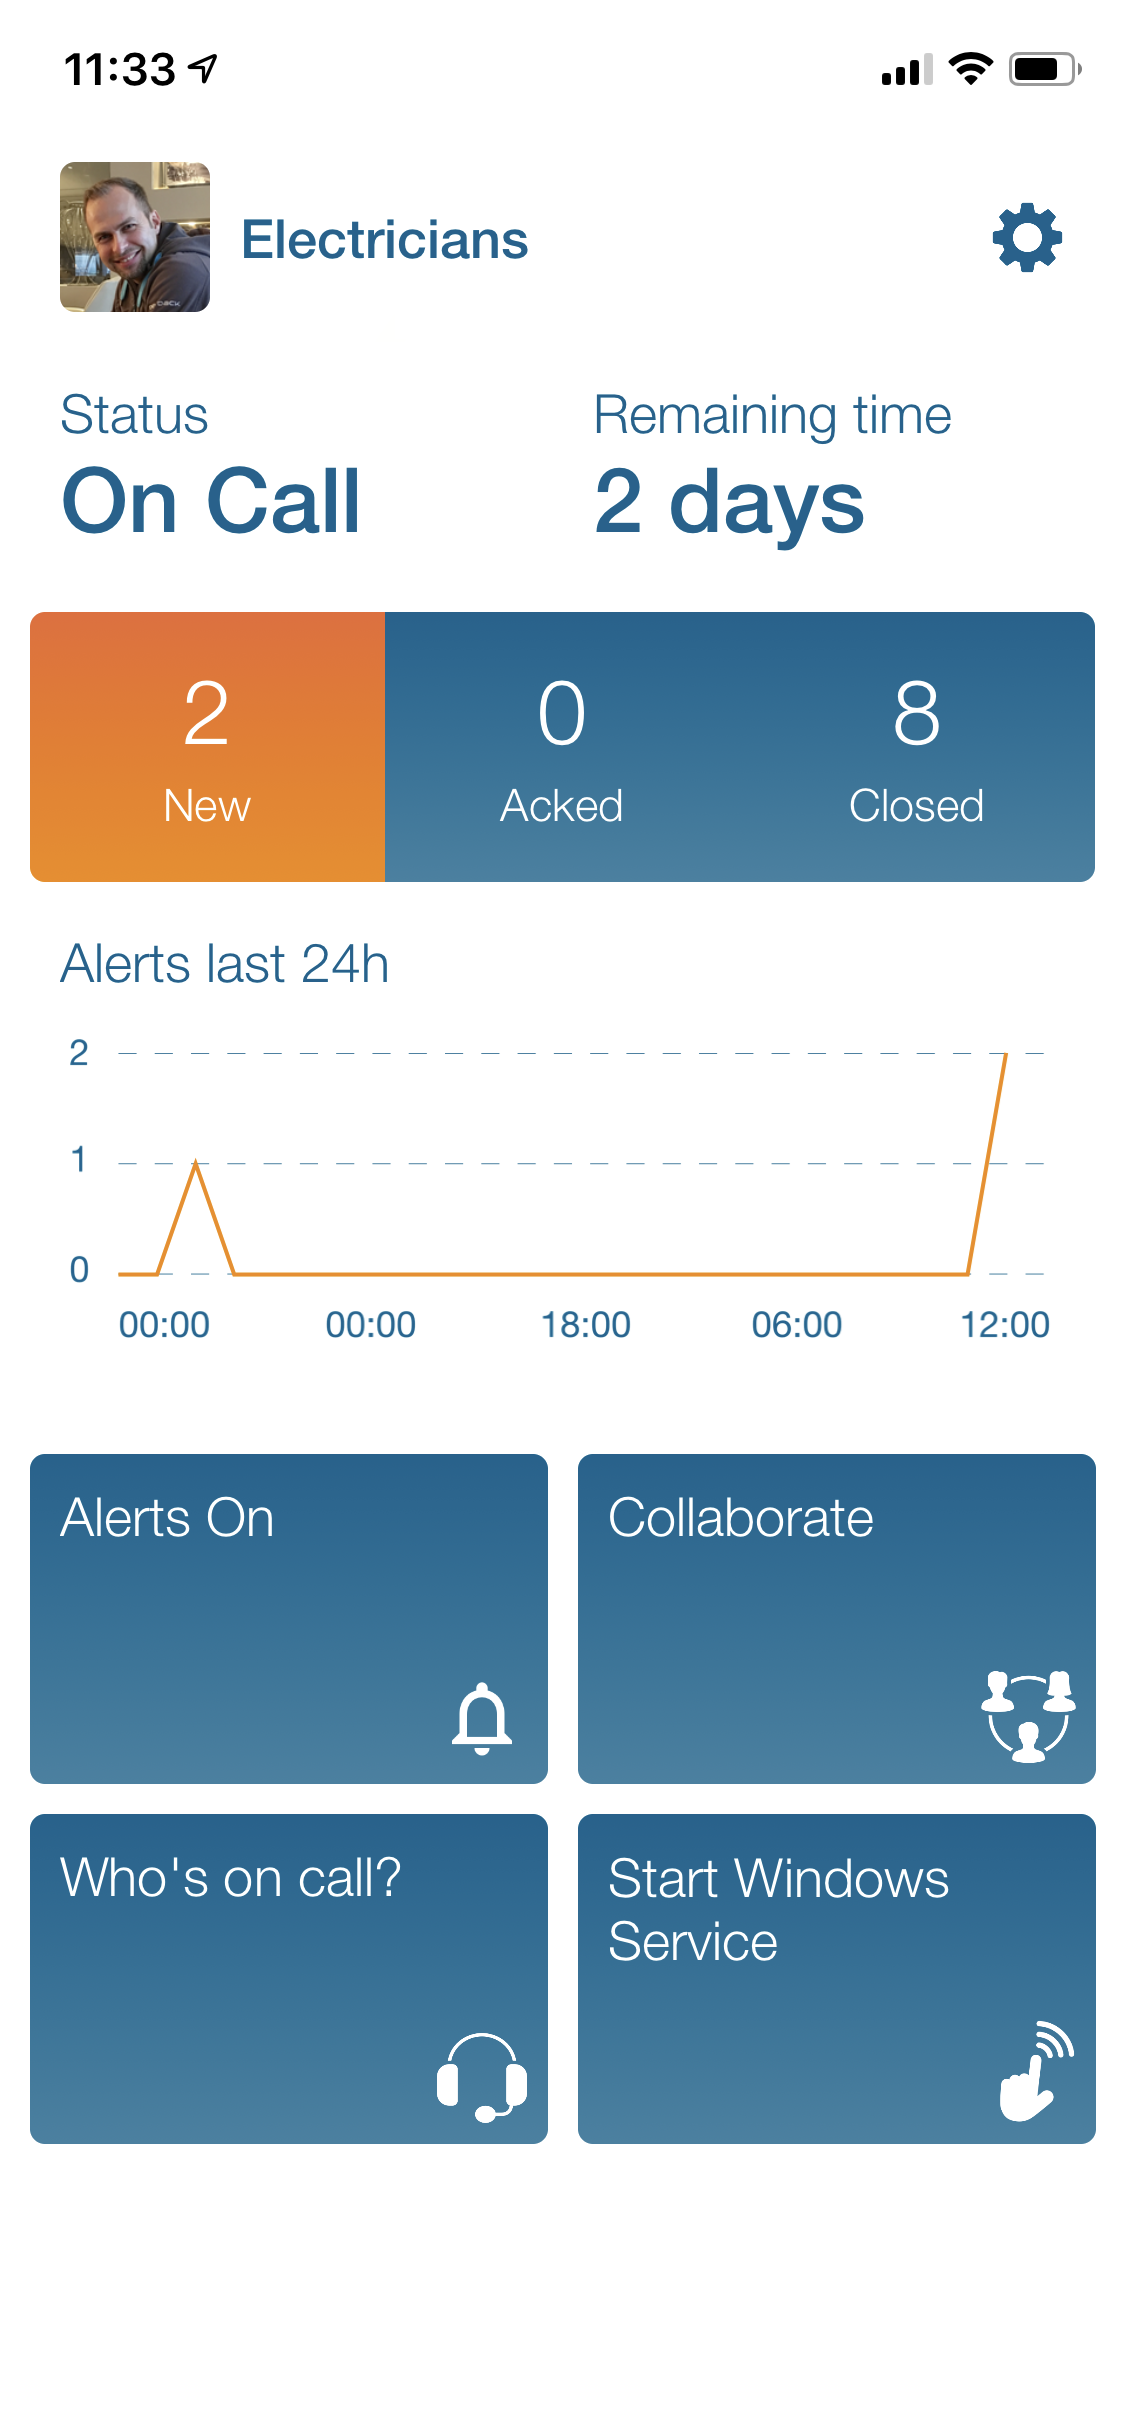 11:33
Electricians
Status
Remaining time
On Call
2 days
2
0
8
New
Acked
Closed
Alerts last 24h
2
1
0
00:00 00:00 18:00 06:00 12:00
Alerts On
Collaborate
Who's on call?
Start Windows
Service